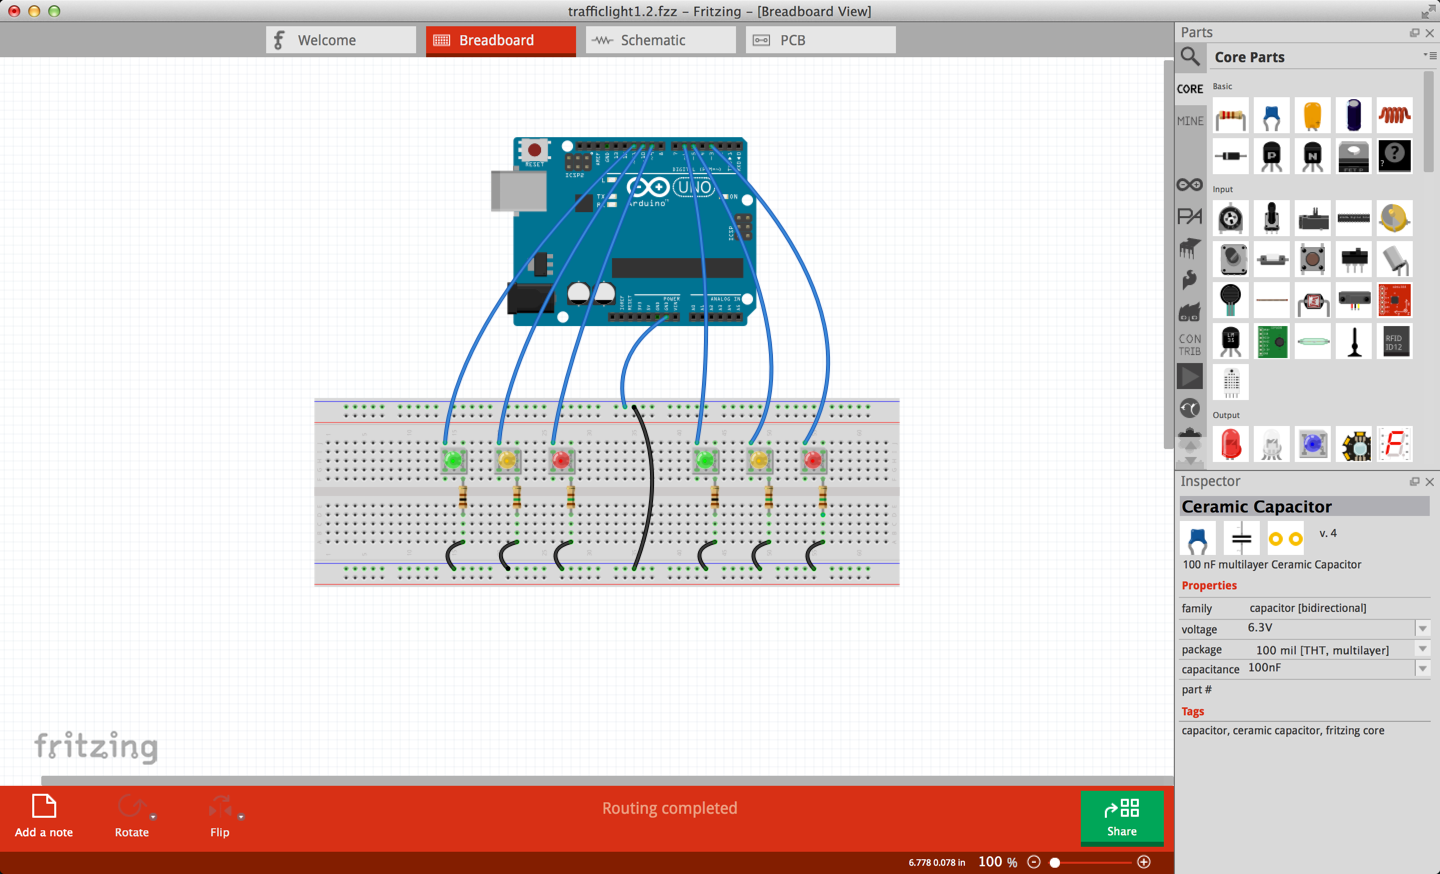 trafficlight1.2.fzz – Fritzing – [Breadboard View]
Welcome
Breadboard
Schematic
PCB
Parts
Core Parts
CORE
MINE
CON
TRIB
Basic
Input
Output
RFID
ID12
RESET
ICSP2
AREF
GND
UNO
ON
Arduino
ICSP
POWER
ANALOG IN
fritzing
Inspector
Ceramic Capacitor
v. 4
100 nF multilayer Ceramic Capacitor
Properties
family capacitor [bidirectional]
voltage 6.3V
package 100 mil [THT, multilayer]
capacitance 100nF
part #
Tags
capacitor, ceramic capacitor, fritzing core
Add a note
Rotate
Flip
Routing completed
Share
6.778 0.078 in 100 %